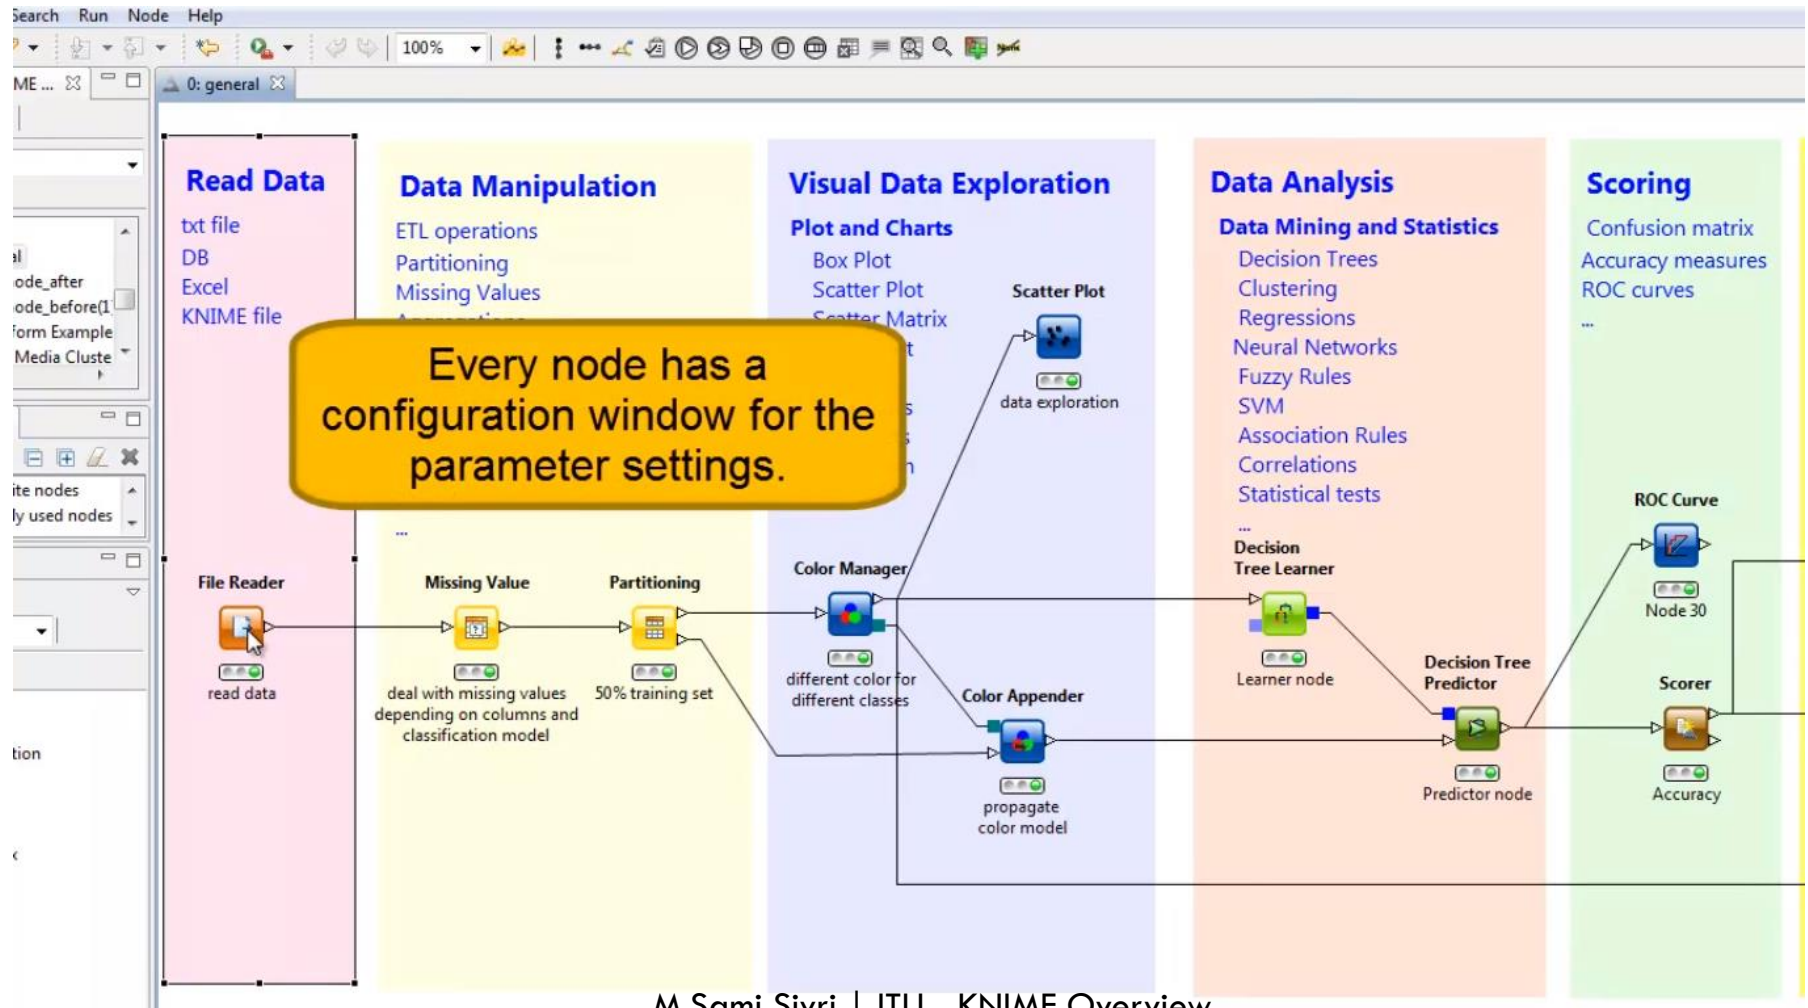 Search Run Node Help
100%
ME ...
0: general
al
ode_after
ode_before(1
form Example
Media Cluste
ite nodes
ly used nodes
tion
Read Data
txt file
DB
Excel
KNIME file
File Reader
read data
Data Manipulation
ETL operations
Partitioning
Missing Values
Every node has a
configuration window for the
parameter settings.
...
Missing Value
deal with missing values
depending on columns and
classification model
Partitioning
50% training set
Visual Data Exploration
Plot and Charts
Box Plot
Scatter Plot
Scatter Matrix
Scatter Plot
data exploration
Color Manager
different color for
different classes
Color Appender
propagate
color model
Data Analysis
Data Mining and Statistics
Decision Trees
Clustering
Regressions
Neural Networks
Fuzzy Rules
SVM
Association Rules
Correlations
Statistical tests
...
Decision
Tree Learner
Learner node
Decision Tree
Predictor
Predictor node
Scoring
Confusion matrix
Accuracy measures
ROC curves
...
ROC Curve
Node 30
Scorer
Accuracy
M.Sami Sivri | ITU - KNIME Overview